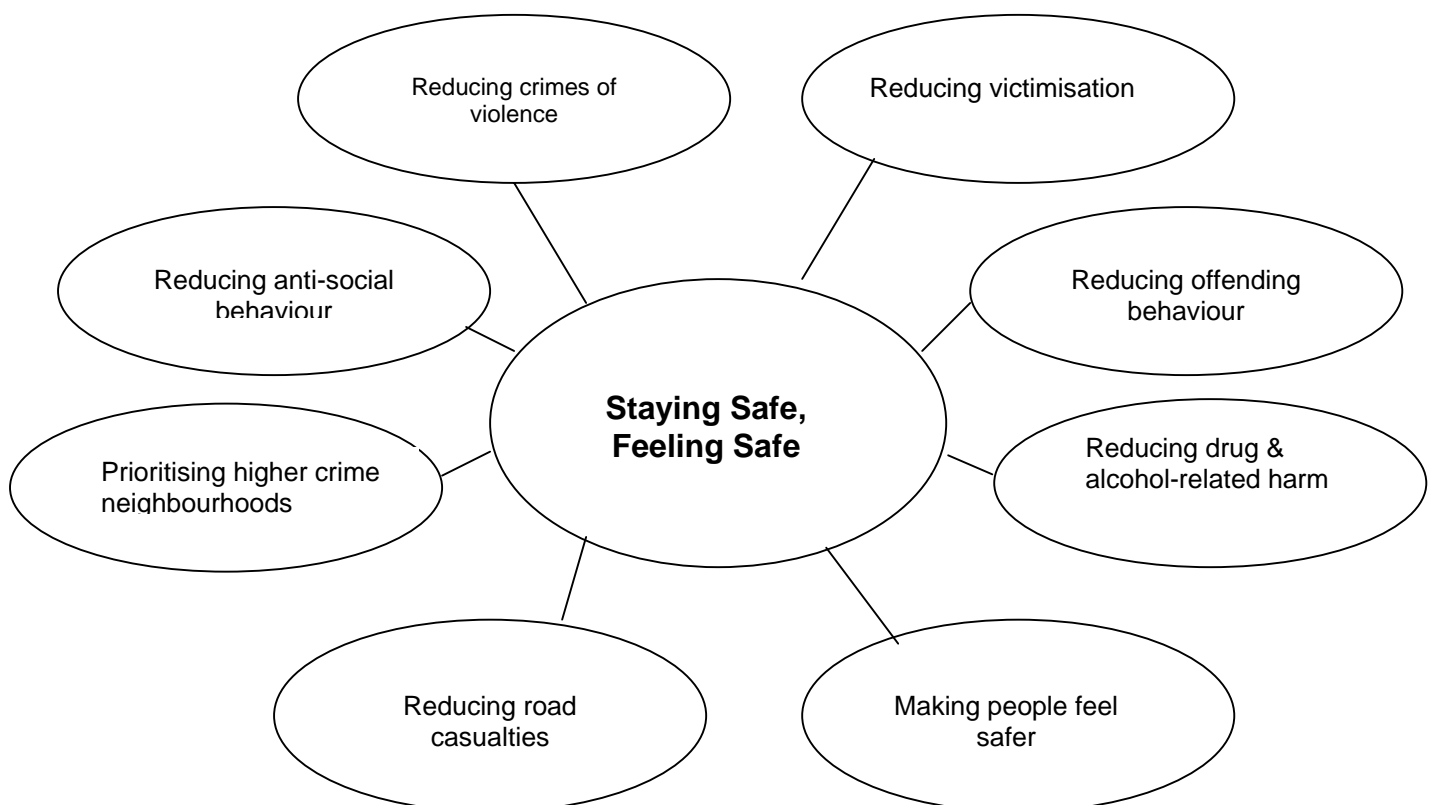 Reducing crimes of
violence
Reducing victimisation
Reducing anti-social
behaviour
Reducing offending
behaviour
Staying Safe,
Feeling Safe
Prioritising higher crime
neighbourhoods
Reducing drug &
alcohol-related harm
Reducing road
casualties
Making people feel
safer